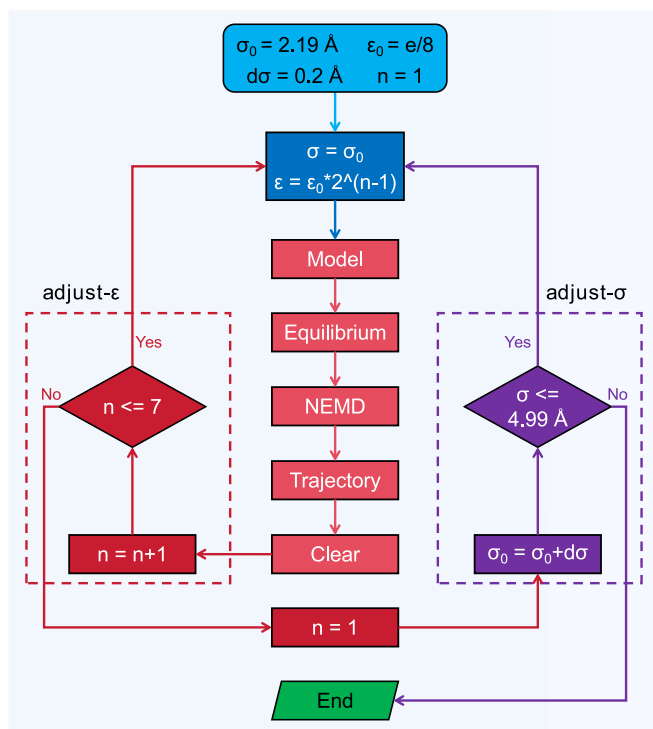 σ₀ = 2.19 Å ε₀ = e/8
dσ = 0.2 Å n = 1
σ = σ₀
ε = ε₀*2^(n-1)
Model
adjust-ε
adjust-σ
Equilibrium
Yes
Yes
No
n <= 7
NEMD
σ <=
4.99 Å
No
Trajectory
n = n+1
Clear
σ₀ = σ₀+dσ
n = 1
End